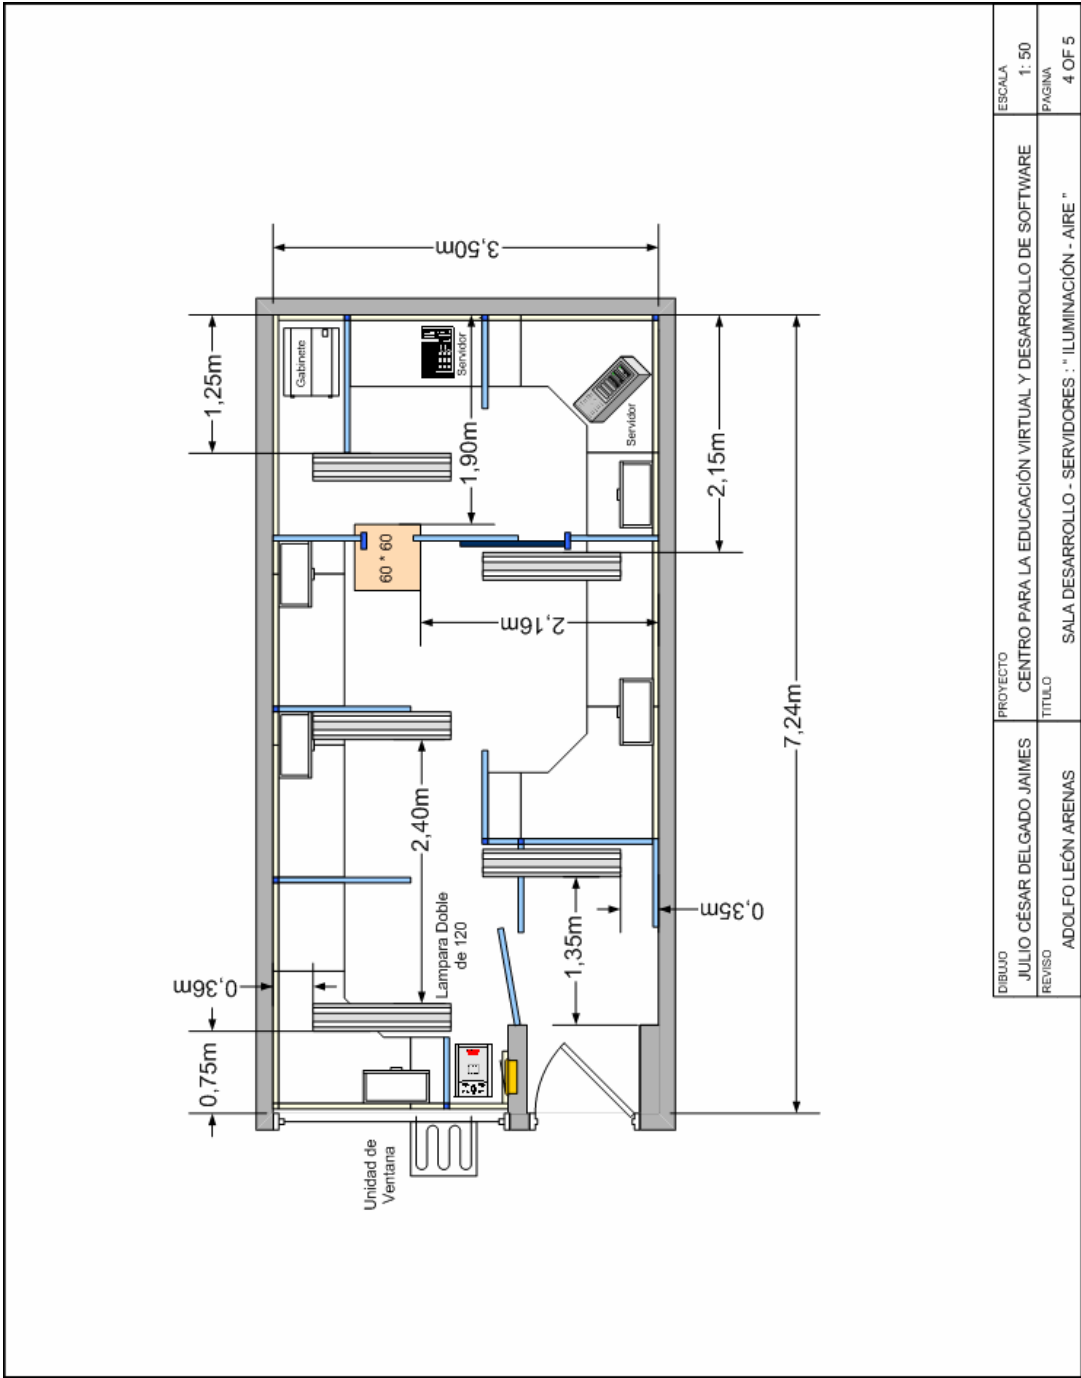 3,50m
1,25m
Gabinete
Servidor
1,90m
Servidor
2,15m
60 * 60
2,16m
7,24m
2,40m
Lampara Doble
de 120
1,35m
0,35m
0,36m
0,75m
Unidad de
Ventana
DIBUJO
JULIO CÉSAR DELGADO JAIMES
REVISO
ADOLFO LEÓN ARENAS
PROYECTO
CENTRO PARA LA EDUCACIÓN VIRTUAL Y DESARROLLO DE SOFTWARE
TITULO
SALA DESARROLLO - SERVIDORES : " ILUMINACIÓN - AIRE "
ESCALA
1: 50
PAGINA
4 OF 5